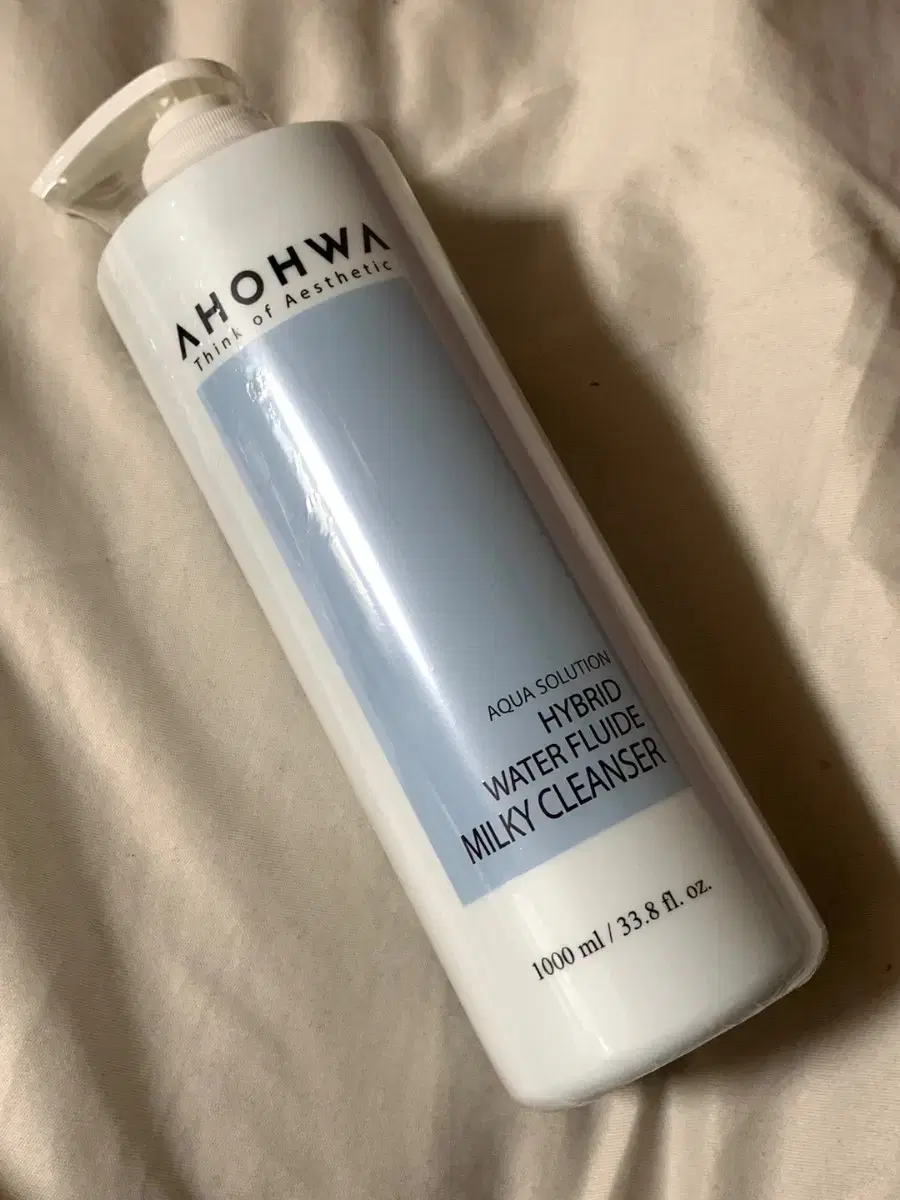 AHOHWA
Think of Aesthetic
AQUA SOLUTION
HYBRID
WATER FLUIDE
MILKY CLEANSER
1000 ml / 33.8 fl. oz.